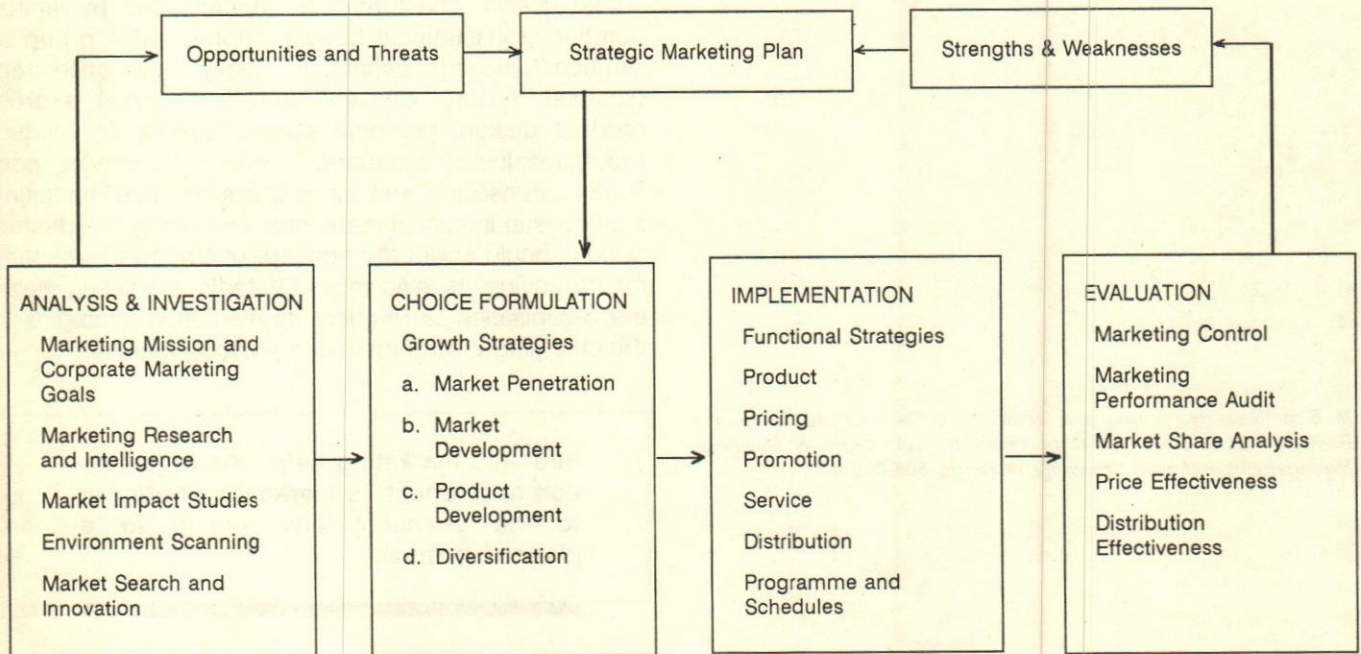 Opportunities and Threats
Strategic Marketing Plan
Strengths & Weaknesses
ANALYSIS & INVESTIGATION
Marketing Mission and
Corporate Marketing
Goals
Marketing Research
and Intelligence
Market Impact Studies
Environment Scanning
Market Search and
Innovation
CHOICE FORMULATION
Growth Strategies
a. Market Penetration
b. Market
Development
c. Product
Development
d. Diversification
IMPLEMENTATION
Functional Strategies
Product
Pricing
Promotion
Service
Distribution
Programme and
Schedules
EVALUATION
Marketing Control
Marketing
Performance Audit
Market Share Analysis
Price Effectiveness
Distribution
Effectiveness